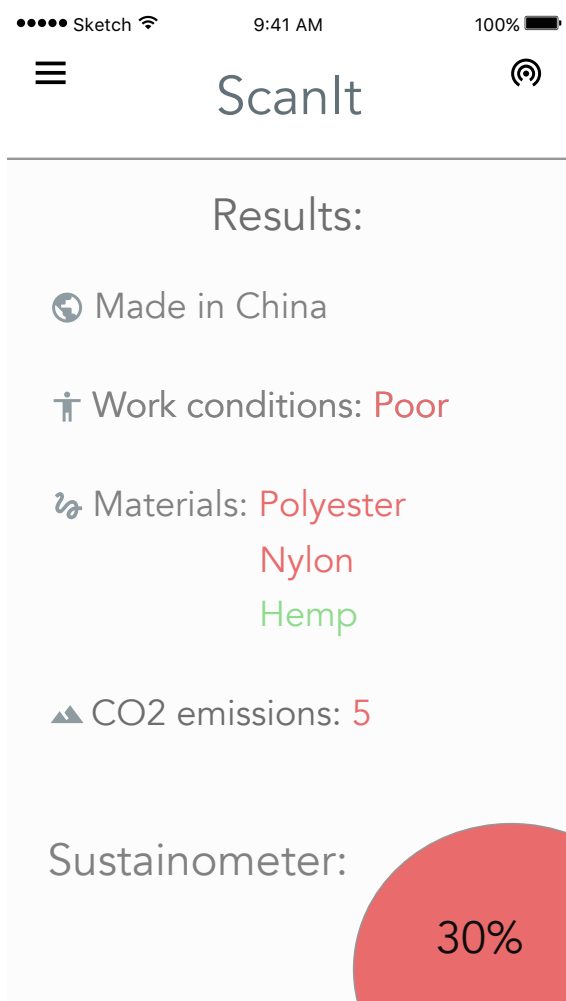 Sketch 9:41 AM 100%
ScanIt
Results:
Made in China
Work conditions: Poor
Materials: Polyester
Nylon
Hemp
CO2 emissions: 5
Sustainometer:
30%